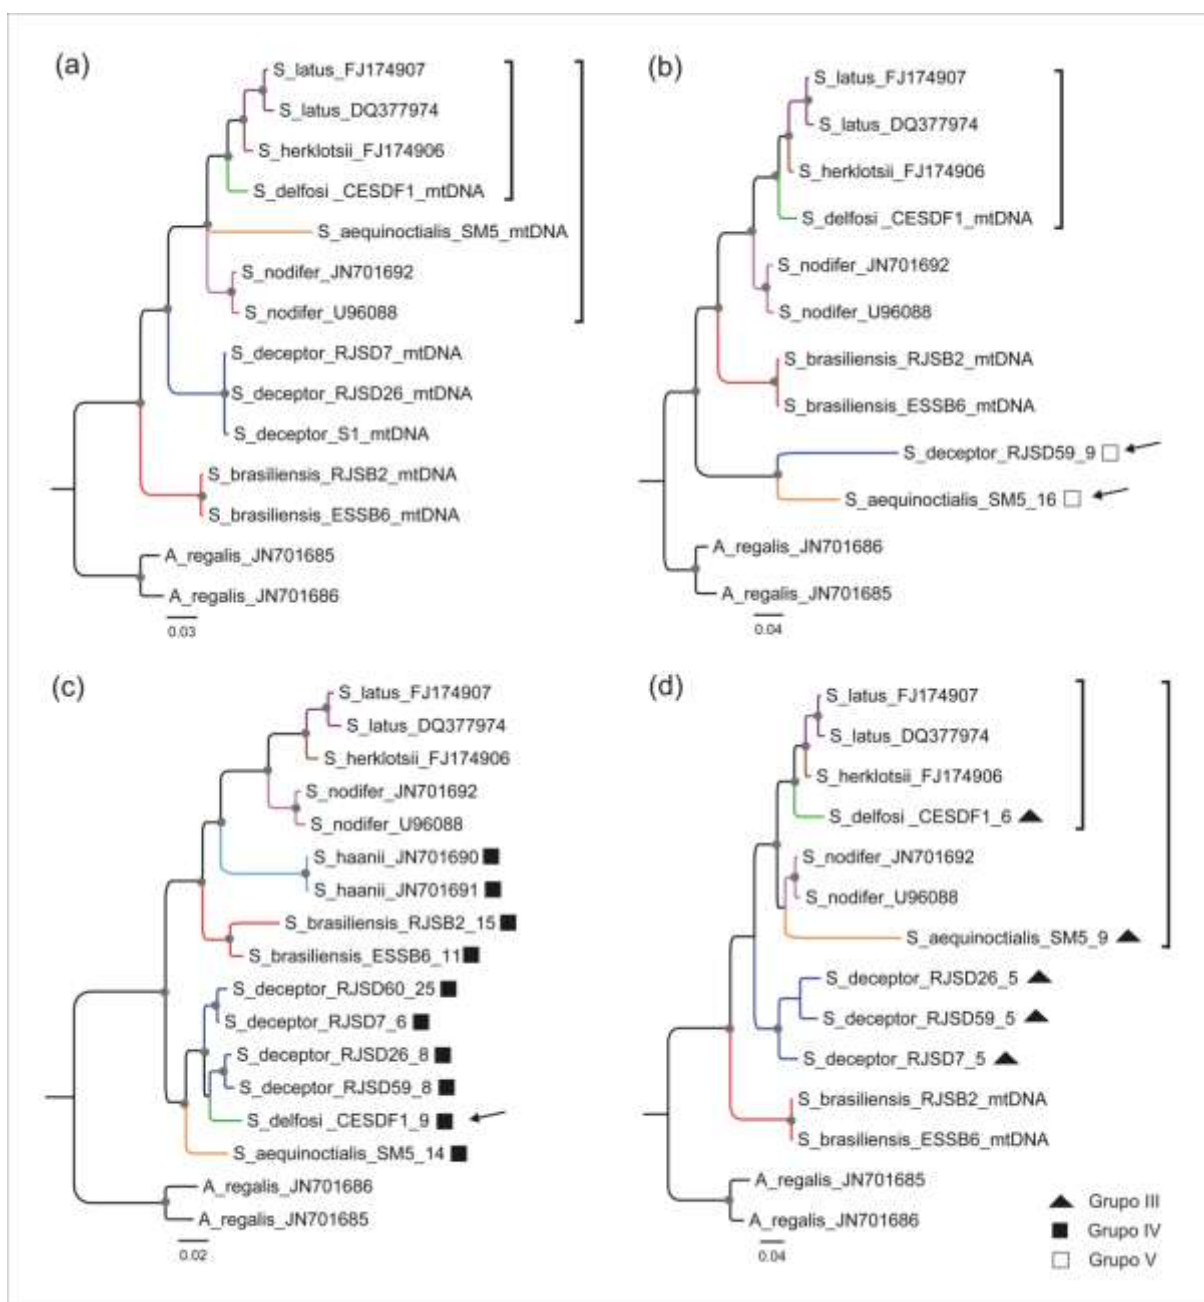 (a)
S_latus_FJ174907
S_latus_DQ377974
S_herklotsii_FJ174906
S_delfosi_CESDF1_mtDNA
S_aequinoctialis_SM5_mtDNA
S_nodifer_JN701692
S_nodifer_U96088
S_deceptor_RJSD7_mtDNA
S_deceptor_RJSD26_mtDNA
S_deceptor_S1_mtDNA
S_brasiliensis_RJSB2_mtDNA
S_brasiliensis_ESSB6_mtDNA
A_regalis_JN701685
A_regalis_JN701686
0.03
(b)
S_latus_FJ174907
S_latus_DQ377974
S_herklotsii_FJ174906
S_delfosi_CESDF1_mtDNA
S_nodifer_JN701692
S_nodifer_U96088
S_brasiliensis_RJSB2_mtDNA
S_brasiliensis_ESSB6_mtDNA
S_deceptor_RJSD59_9
S_aequinoctialis_SM5_16
A_regalis_JN701686
A_regalis_JN701685
0.04
(c)
S_latus_FJ174907
S_latus_DQ377974
S_herklotsii_FJ174906
S_nodifer_JN701692
S_nodifer_U96088
S_haanii_JN701690
S_haanii_JN701691
S_brasiliensis_RJSB2_15
S_brasiliensis_ESSB6_11
S_deceptor_RJSD60_25
S_deceptor_RJSD7_6
S_deceptor_RJSD26_8
S_deceptor_RJSD59_8
S_delfosi_CESDF1_9
S_aequinoctialis_SM5_14
A_regalis_JN701686
A_regalis_JN701685
0.02
(d)
S_latus_FJ174907
S_latus_DQ377974
S_herklotsii_FJ174906
S_delfosi_CESDF1_6
S_nodifer_JN701692
S_nodifer_U96088
S_aequinoctialis_SM5_9
S_deceptor_RJSD26_5
S_deceptor_RJSD59_5
S_deceptor_RJSD7_5
S_brasiliensis_RJSB2_mtDNA
S_brasiliensis_ESSB6_mtDNA
A_regalis_JN701685
A_regalis_JN701686
0.04
Grupo III
Grupo IV
Grupo V